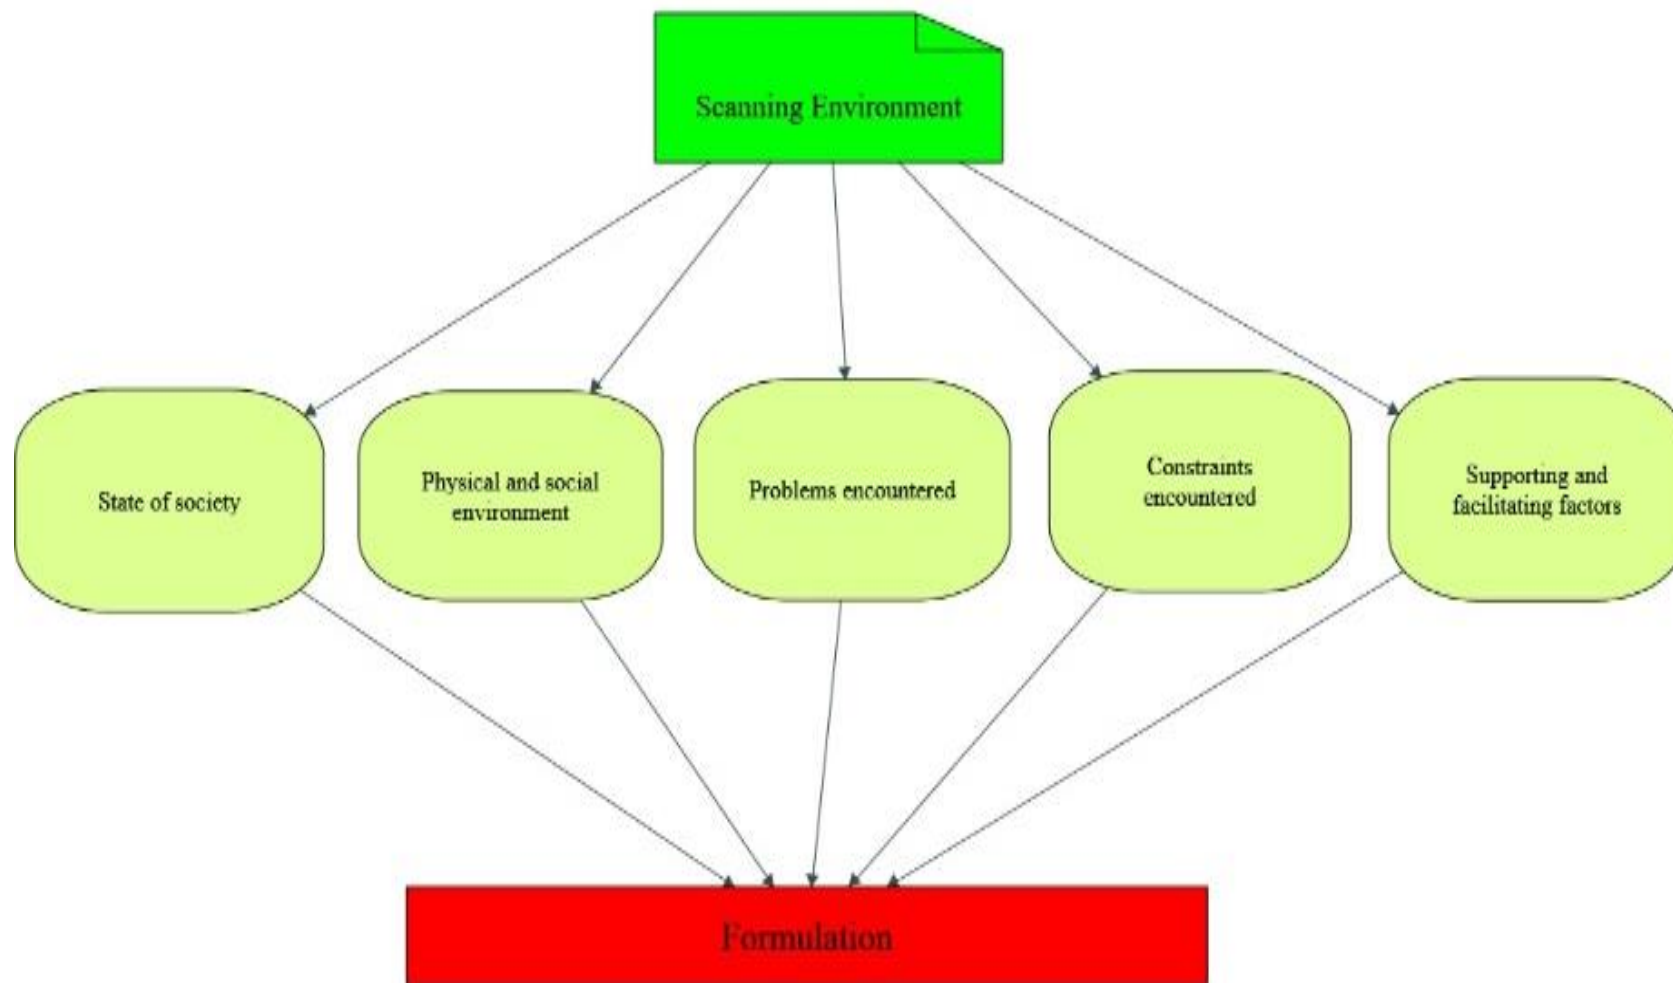 Scanning Environment
State of society
Physical and social
environment
Problems encountered
Constraints
encountered
Supporting and
facilitating factors
Formulation